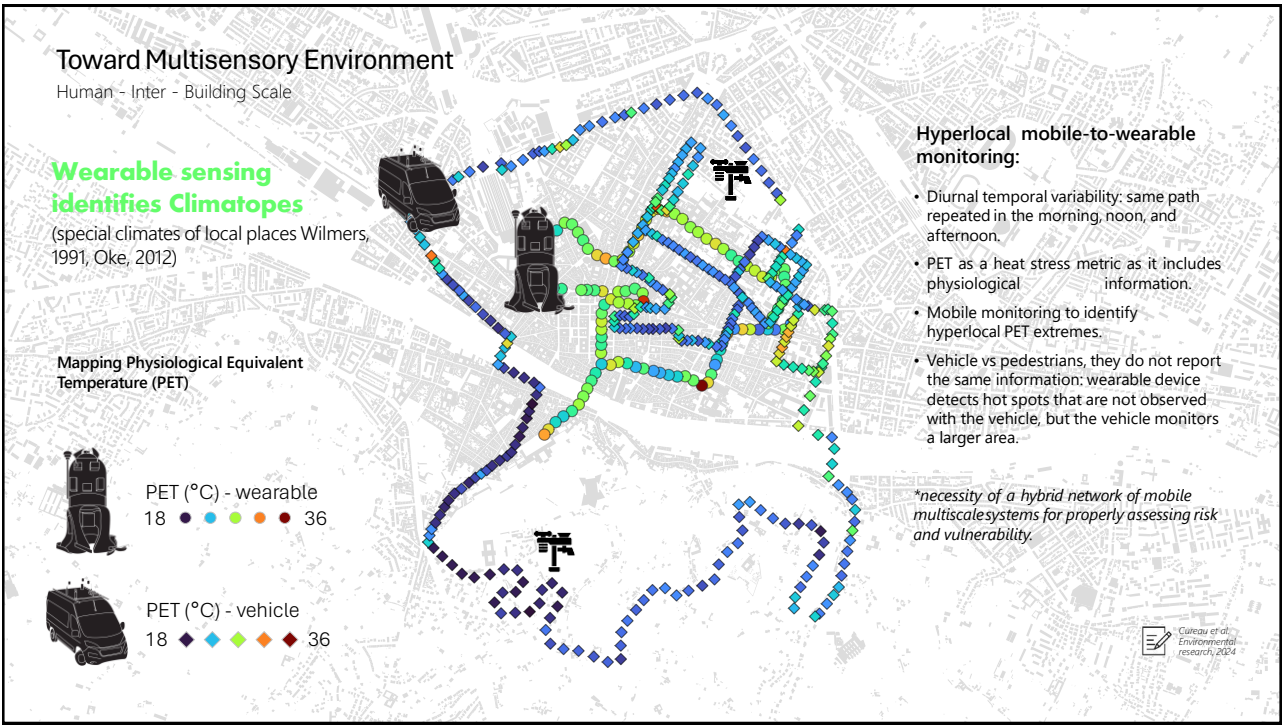 Toward Multisensory Environment
Human - Inter - Building Scale
Wearable sensing
identifies Climatopes
(special climates of local places Wilmers,
1991, Oke, 2012)
Mapping Physiological Equivalent
Temperature (PET)
PET (°C) - wearable
18 36
PET (°C) - vehicle
18 36
Hyperlocal mobile-to-wearable
monitoring:
• Diurnal temporal variability: same path
repeated in the morning, noon, and
afternoon.
• PET as a heat stress metric as it includes
physiological information.
• Mobile monitoring to identify
hyperlocal PET extremes.
• Vehicle vs pedestrians, they do not report
the same information: wearable device
detects hot spots that are not observed
with the vehicle, but the vehicle monitors
a larger area.
*necessity of a hybrid network of mobile
multiscale systems for properly assessing risk
and vulnerability.
Cureau et al.
Environmental
research, 2024